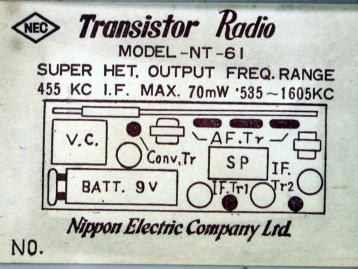 NEC Transistor Radio
MODEL-NT-61
SUPER HET. OUTPUT FREQ. RANGE
455 KC I.F. MAX. 70mW '535~1605KC
V.C.
Conv.Tr
A.F.Tr
SP
IF.
Tr2
BATT. 9V
I.F.Tr1
Nippon Electric Company Ltd.
NO.